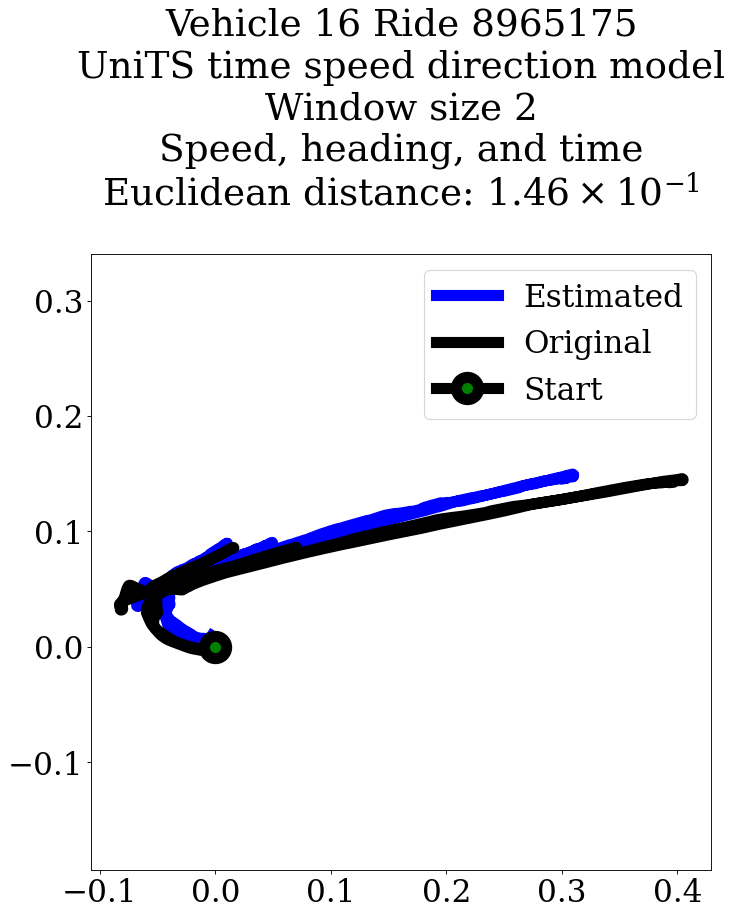 Vehicle 16 Ride 8965175
UniTS time speed direction model
Window size 2
Speed, heading, and time
Euclidean distance: 1.46 × 10⁻¹
Estimated
Original
Start
0.3
0.2
0.1
0.0
−0.1
−0.1 0.0 0.1 0.2 0.3 0.4